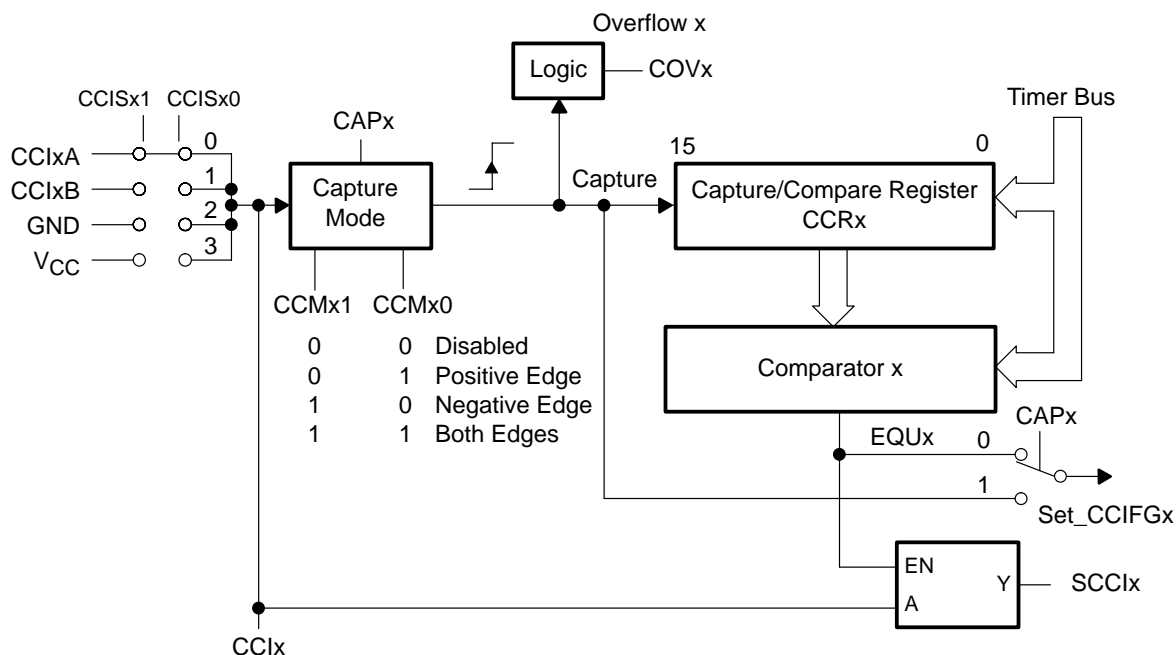 Overflow x
Logic
COVx
CCISx1
CCISx0
Timer Bus
CAPx
0
15
0
CCIxA
CCIxB
1
Capture
Mode
Capture
Capture/Compare Register
CCRx
GND
2
VCC
3
CCMx1
CCMx0
0 0 Disabled
0 1 Positive Edge
1 0 Negative Edge
1 1 Both Edges
Comparator x
CAPx
EQUx
0
1
Set_CCIFGx
EN
Y
SCCIx
A
CCIx